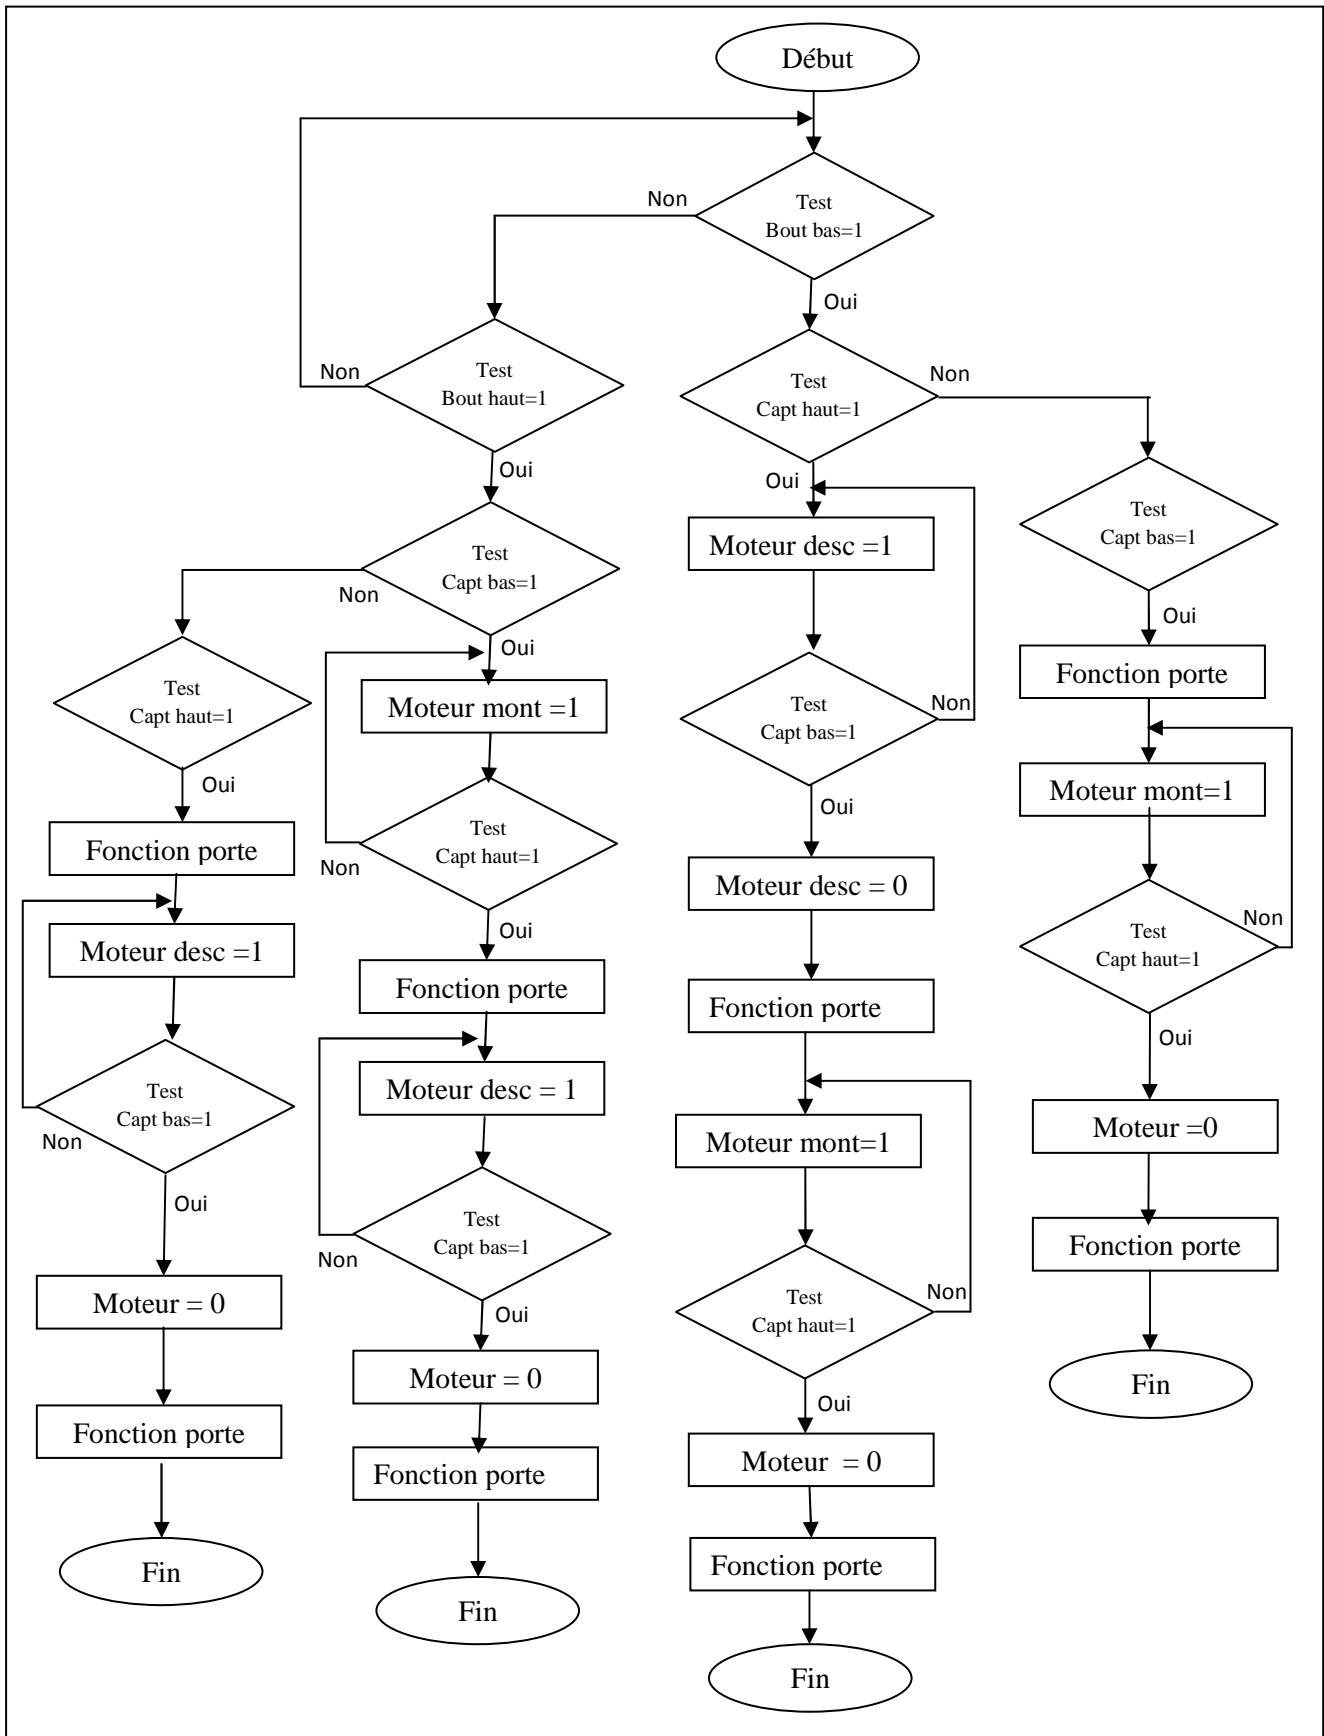 Début
Non
Test
Bout bas=1
Oui
Non
Test
Bout haut=1
Test
Capt haut=1
Non
Oui
Oui
Test
Capt bas=1
Non
Test
Capt bas=1
Moteur desc =1
Oui
Oui
Test
Capt haut=1
Moteur mont =1
Test
Capt bas=1
Non
Fonction porte
Oui
Oui
Moteur mont=1
Fonction porte
Test
Capt haut=1
Non
Moteur desc = 0
Non
Test
Capt haut=1
Oui
Moteur desc =1
Fonction porte
Fonction porte
Oui
Test
Capt bas=1
Non
Moteur desc = 1
Moteur mont=1
Moteur =0
Oui
Test
Capt bas=1
Non
Fonction porte
Moteur = 0
Oui
Test
Capt haut=1
Non
Moteur = 0
Fin
Oui
Fonction porte
Fonction porte
Moteur  = 0
Fin
Fin
Fonction porte
Fin